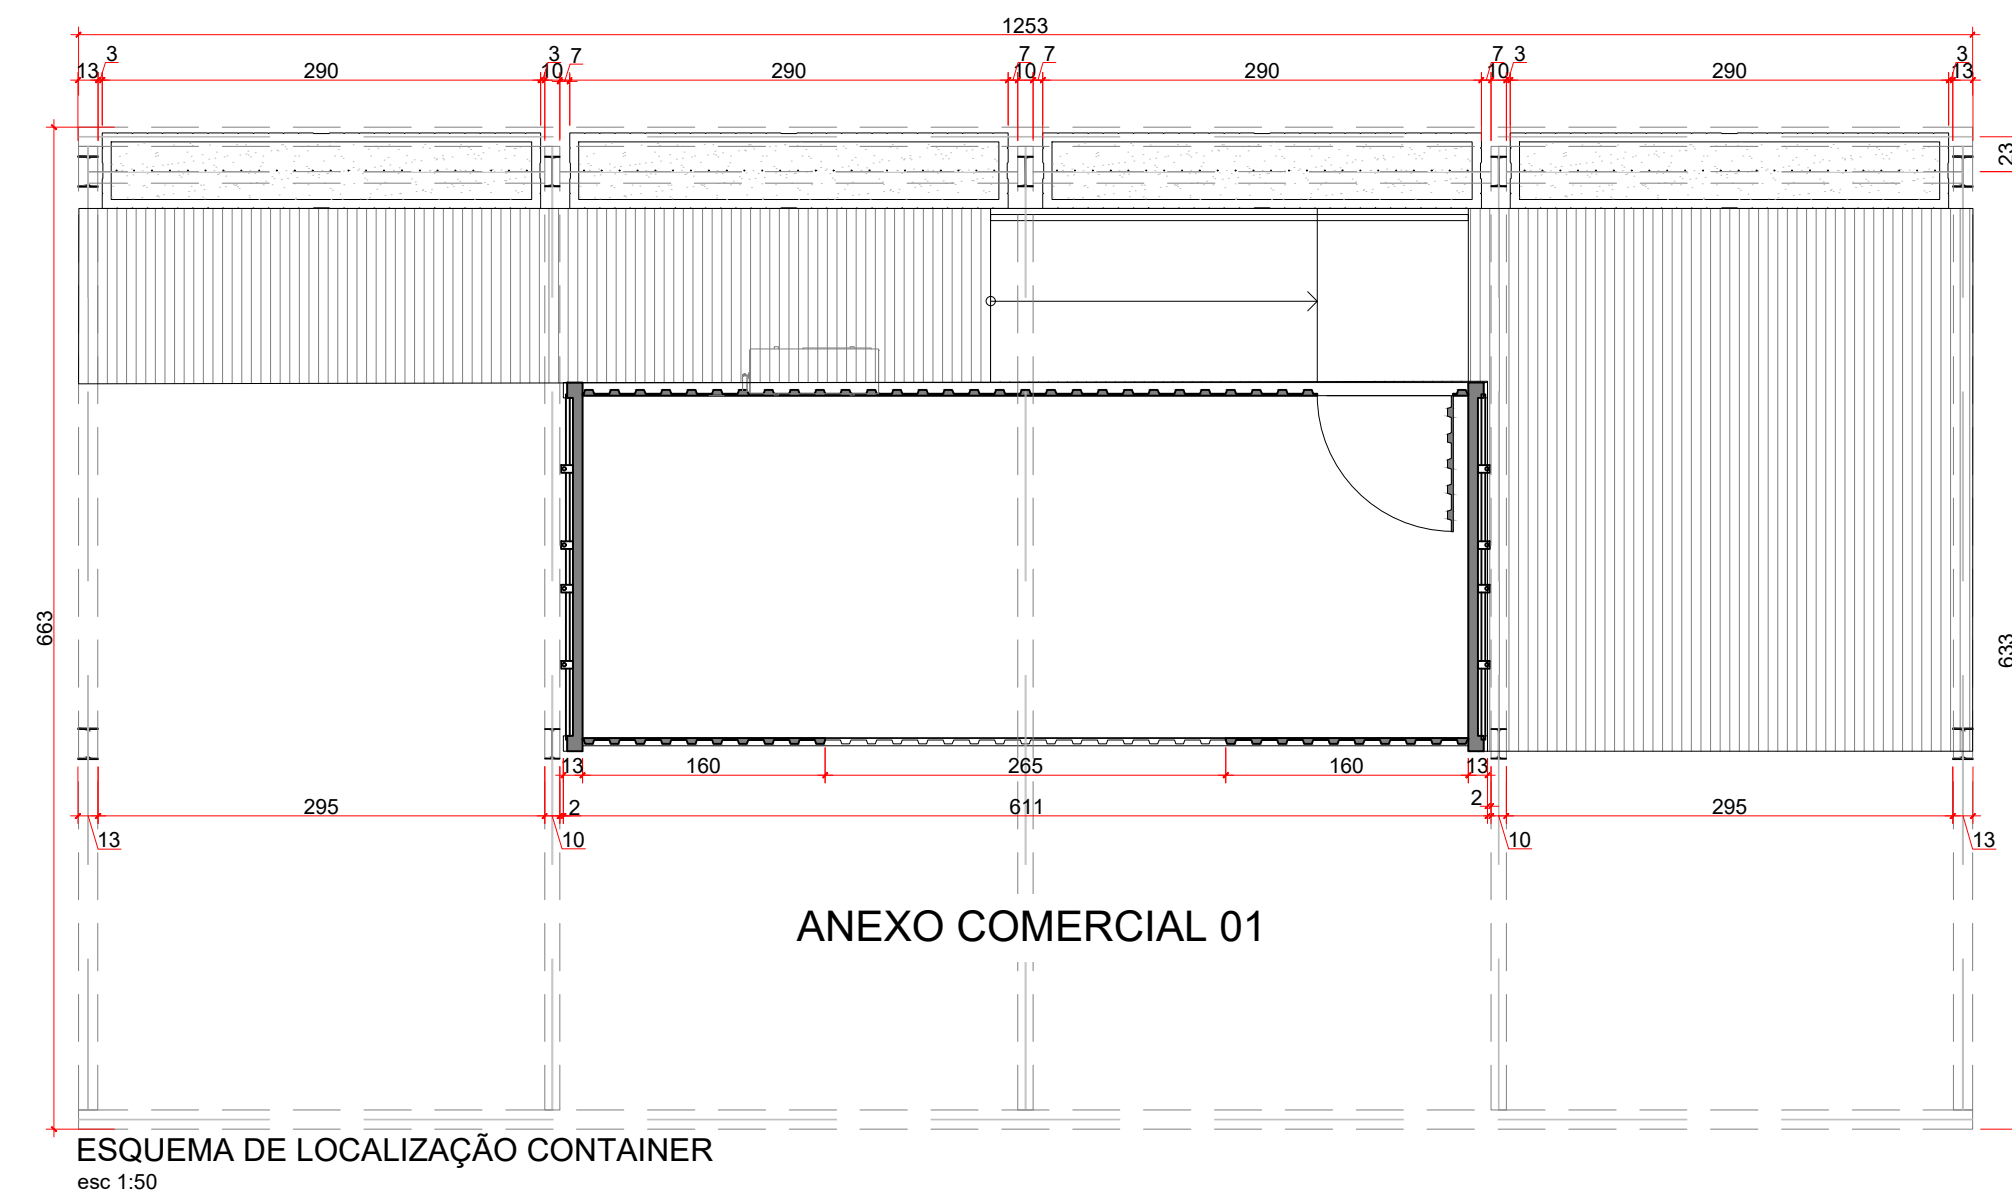 1253
3 3 7 7 7 7 3 3
13 290 10 290 10 290 10 290 13
23
663
633
13 160 265 160 13
2 2
295 611 295
13 10 10 13
ANEXO COMERCIAL 01
ESQUEMA DE LOCALIZAÇÃO CONTAINER
esc 1:50